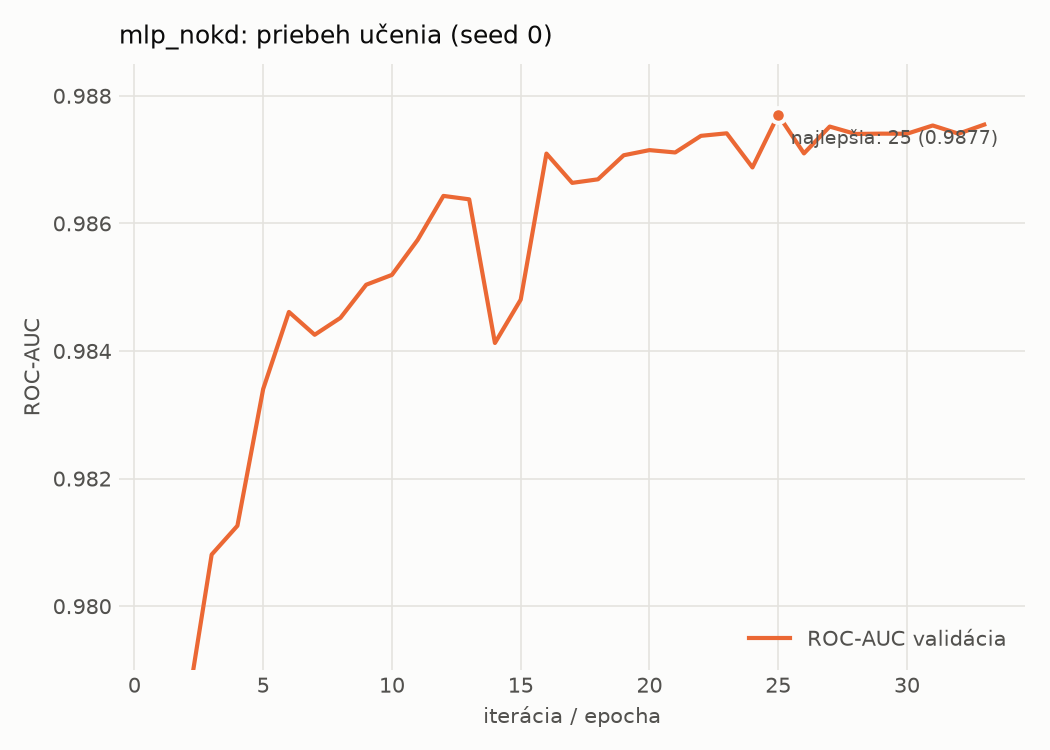 mlp_nokd: priebeh učenia (seed 0)
0.988
0.986
0.984
0.982
0.980
ROC-AUC
najlepšia: 25 (0.9877)
ROC-AUC validácia
0 5 10 15 20 25 30
iterácia / epocha